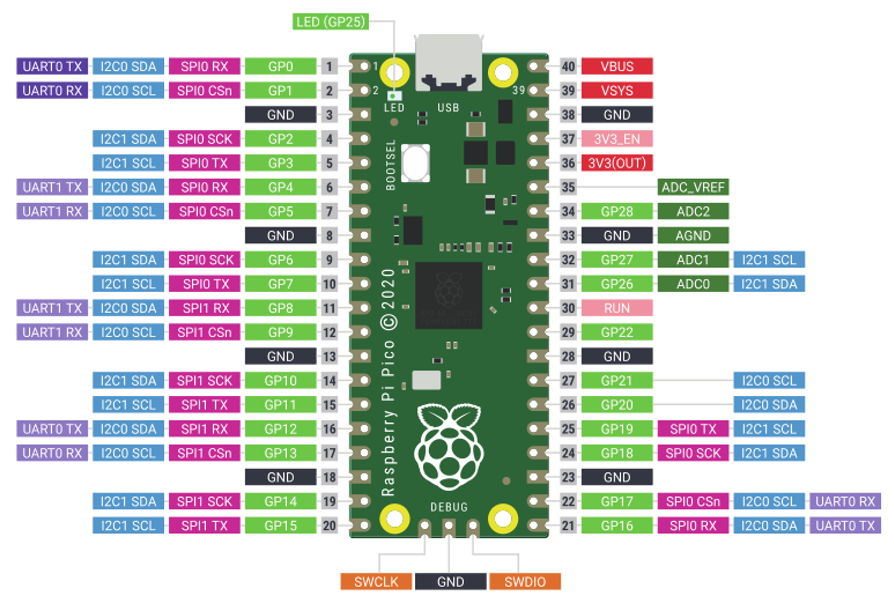 LED (GP25)
UART0 TX I2C0 SDA SPI0 RX GP0 1 1 40 VBUS
UART0 RX I2C0 SCL SPI0 CSn GP1 2 2 39 39 VSYS
LED USB
GND 3 38 GND
I2C1 SDA SPI0 SCK GP2 4 37 3V3_EN
I2C1 SCL SPI0 TX GP3 5 36 3V3(OUT)
BOOTSEL
UART1 TX I2C0 SDA SPI0 RX GP4 6 35 ADC_VREF
UART1 RX I2C0 SCL SPI0 CSn GP5 7 34 GP28 ADC2
GND 8 33 GND AGND
I2C1 SDA SPI0 SCK GP6 9 32 GP27 ADC1 I2C1 SCL
I2C1 SCL SPI0 TX GP7 10 31 GP26 ADC0 I2C1 SDA
UART1 TX I2C0 SDA SPI1 RX GP8 11 30 RUN
UART1 RX I2C0 SCL SPI1 CSn GP9 12 29 GP22
GND 13 28 GND
Raspberry Pi Pico © 2020
I2C1 SDA SPI1 SCK GP10 14 27 GP21 I2C0 SCL
I2C1 SCL SPI1 TX GP11 15 26 GP20 I2C0 SDA
UART0 TX I2C0 SDA SPI1 RX GP12 16 25 GP19 SPI0 TX I2C1 SCL
UART0 RX I2C0 SCL SPI1 CSn GP13 17 24 GP18 SPI0 SCK I2C1 SDA
GND 18 23 GND
I2C1 SDA SPI1 SCK GP14 19 22 GP17 SPI0 CSn I2C0 SCL UART0 RX
DEBUG
I2C1 SCL SPI1 TX GP15 20 21 GP16 SPI0 RX I2C0 SDA UART0 TX
SWCLK GND SWDIO